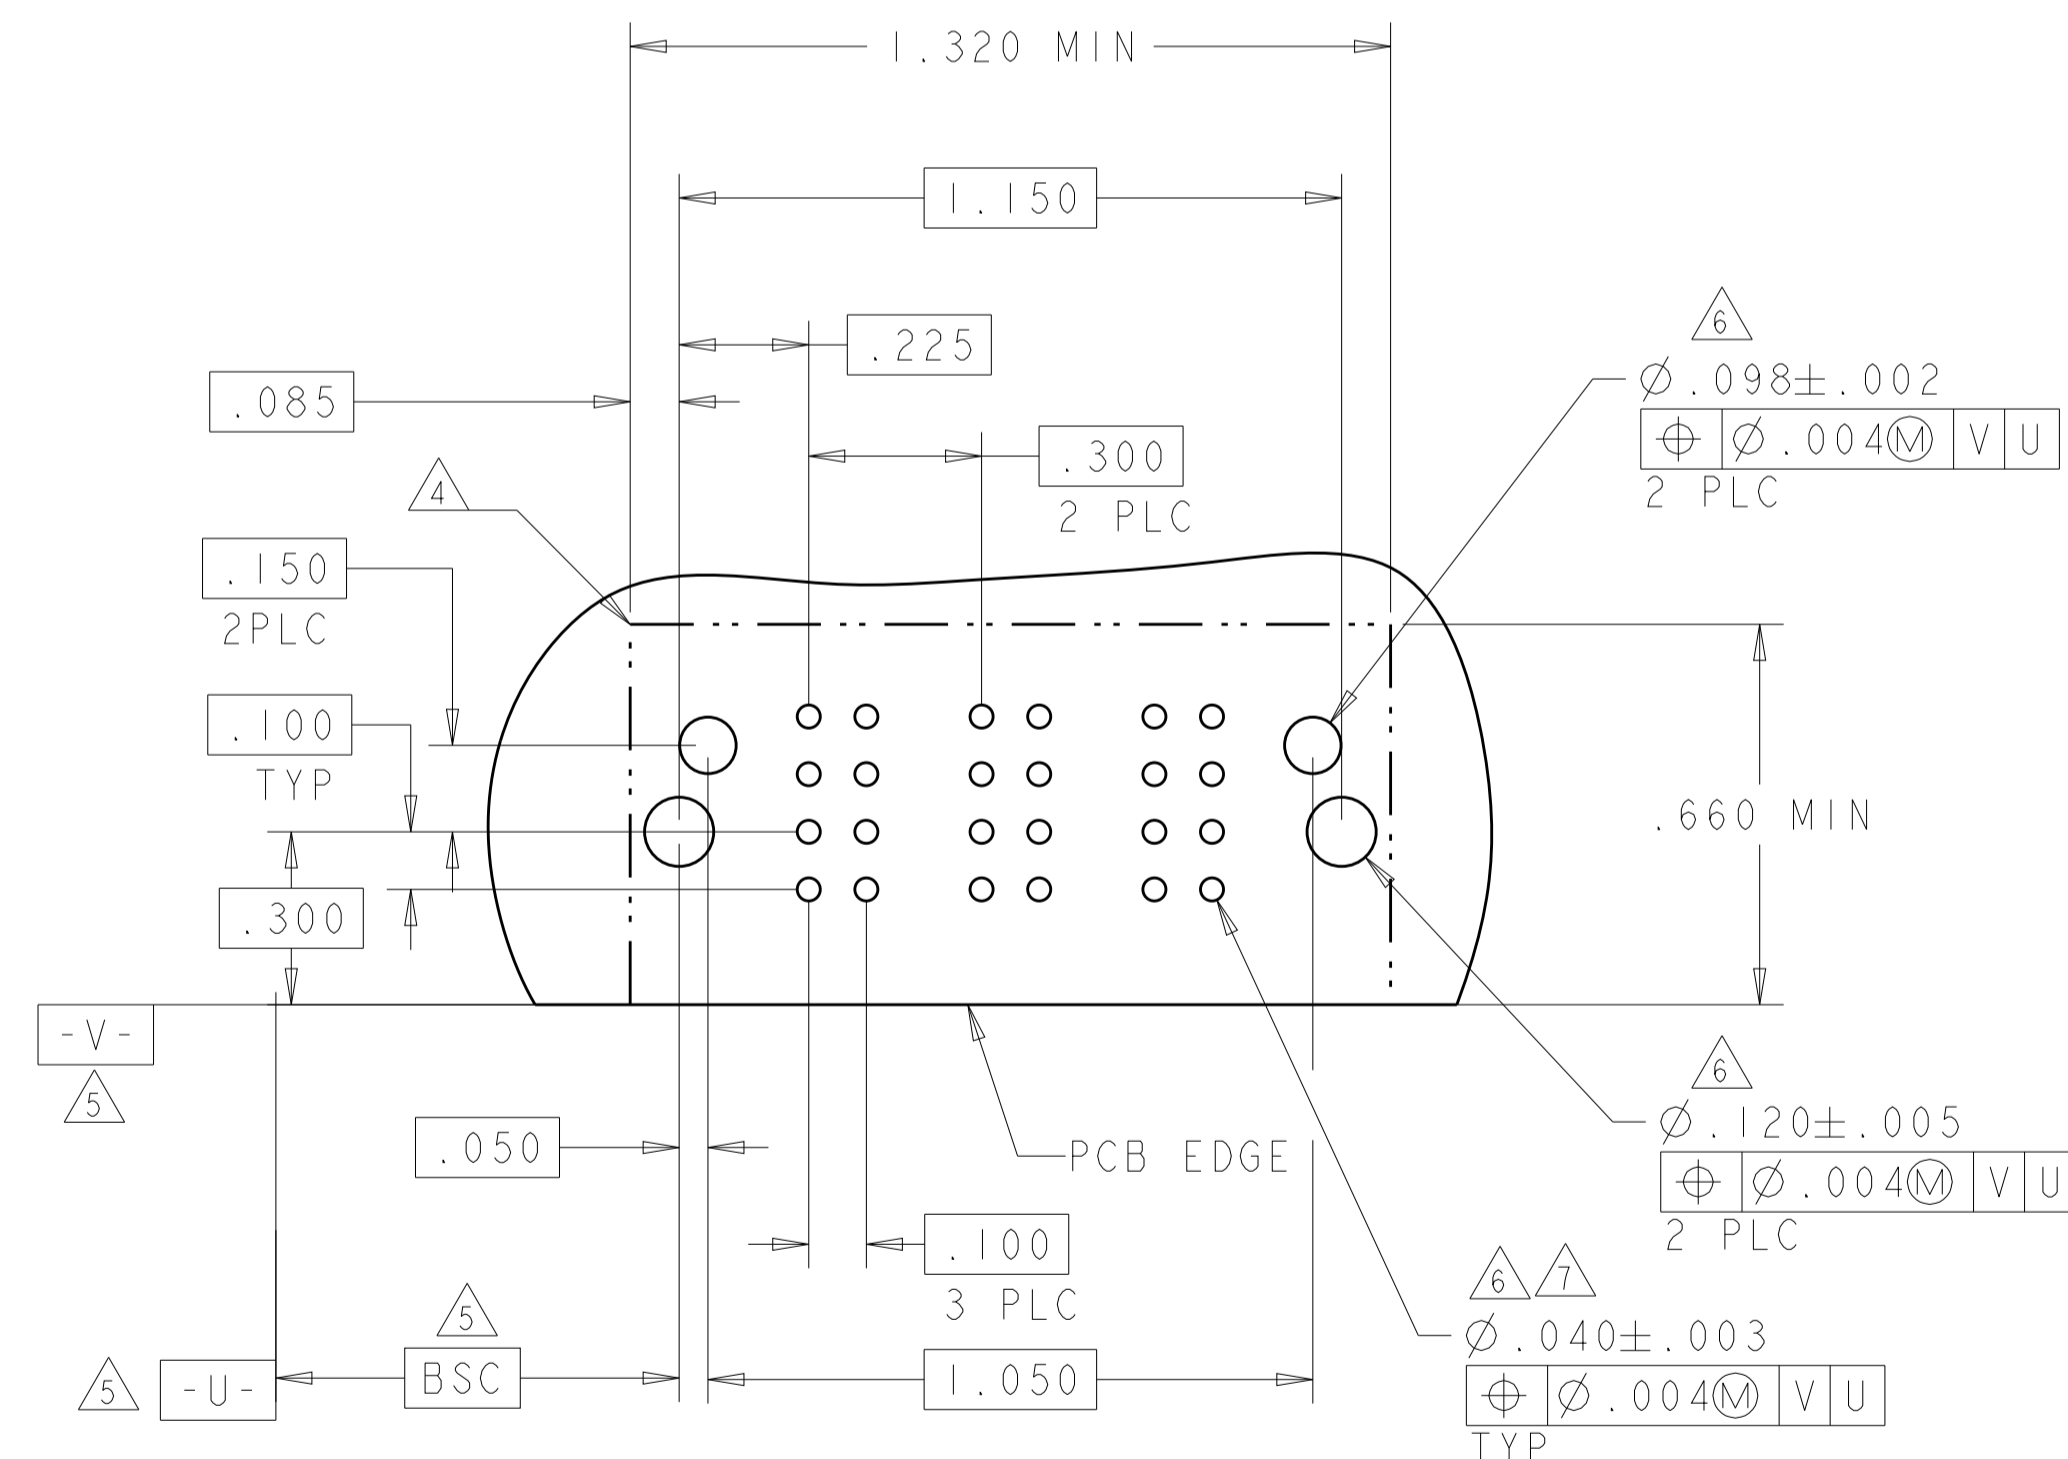 1.320 MIN
1.150
.225
.085
.300
2 PLC
6
Ø.098±.002
⌖ Ø.004Ⓜ V U
2 PLC
4
.150
2PLC
.100
TYP
.660 MIN
.300
-V-
5
.050
PCB EDGE
6
Ø.120±.005
⌖ Ø.004Ⓜ V U
2 PLC
.100
3 PLC
6 7
Ø.040±.003
⌖ Ø.004Ⓜ V U
TYP
5
5 -U- BSC
1.050